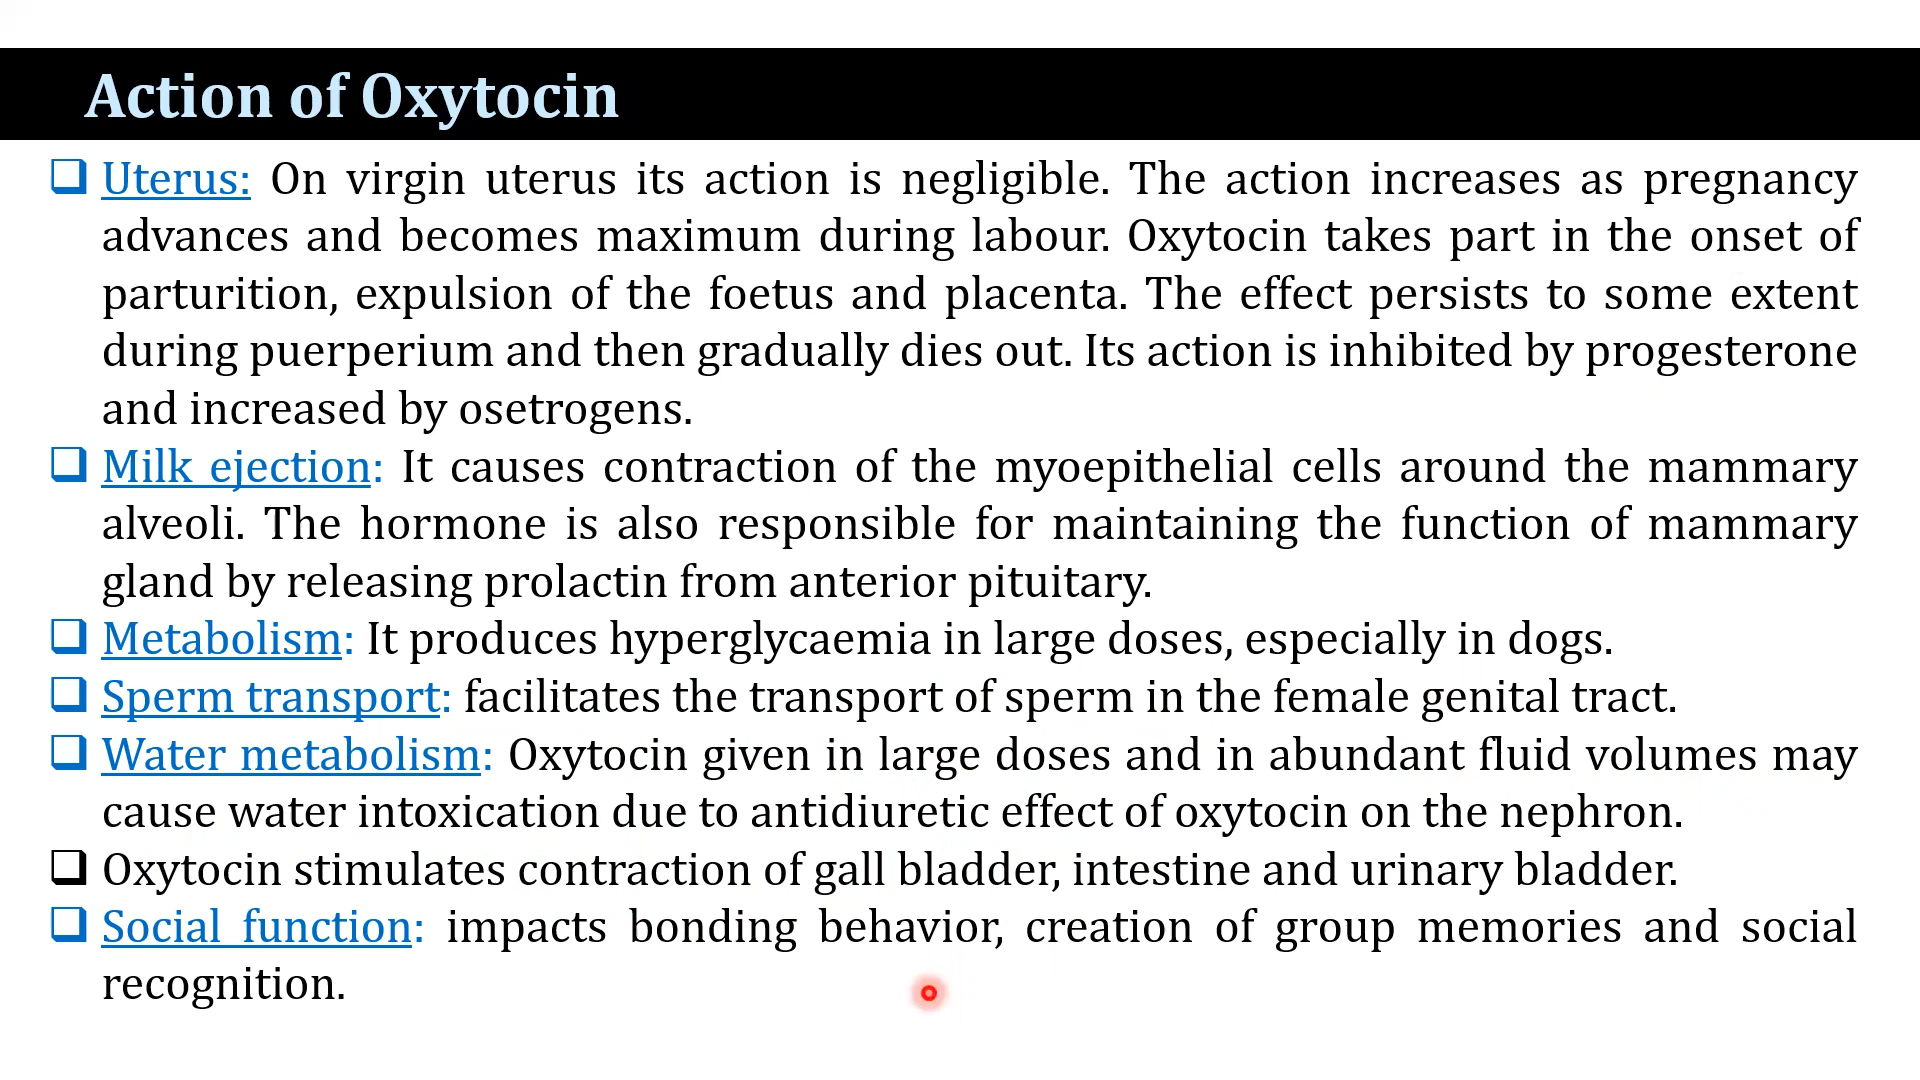 Action of Oxytocin
❑ Uterus: On virgin uterus its action is negligible. The action increases as pregnancy
advances and becomes maximum during labour. Oxytocin takes part in the onset of
parturition, expulsion of the foetus and placenta. The effect persists to some extent
during puerperium and then gradually dies out. Its action is inhibited by progesterone
and increased by osetrogens.
❑ Milk ejection: It causes contraction of the myoepithelial cells around the mammary
alveoli. The hormone is also responsible for maintaining the function of mammary
gland by releasing prolactin from anterior pituitary.
❑ Metabolism: It produces hyperglycaemia in large doses, especially in dogs.
❑ Sperm transport: facilitates the transport of sperm in the female genital tract.
❑ Water metabolism: Oxytocin given in large doses and in abundant fluid volumes may
cause water intoxication due to antidiuretic effect of oxytocin on the nephron.
❑ Oxytocin stimulates contraction of gall bladder, intestine and urinary bladder.
❑ Social function: impacts bonding behavior, creation of group memories and social
recognition.